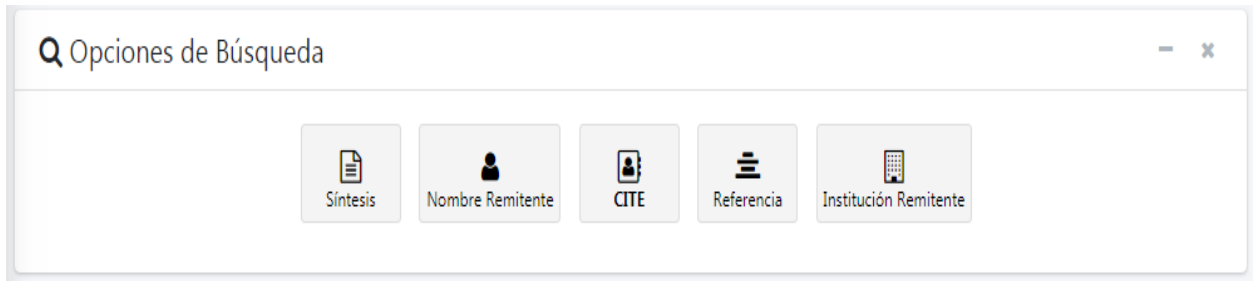 Opciones de Búsqueda
Síntesis
Nombre Remitente
CITE
Referencia
Institución Remitente